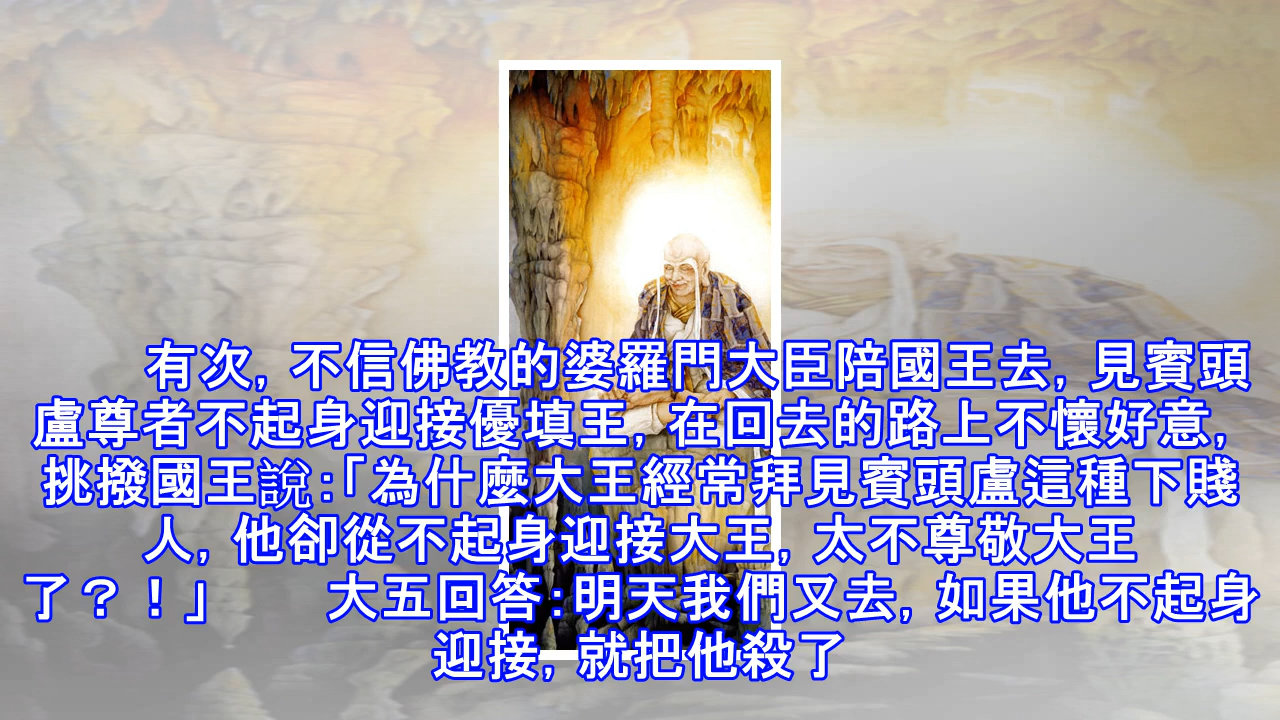 有次, 不信佛教的婆羅門大臣陪國王去, 見賓頭
盧尊者不起身迎接優填王, 在回去的路上不懷好意,
挑撥國王説:「為什麼大王經常拜見賓頭盧這種下賤
人, 他卻從不起身迎接大王, 太不尊敬大王
了？！」　　大五回答:明天我們又去, 如果他不起身
迎接, 就把他殺了